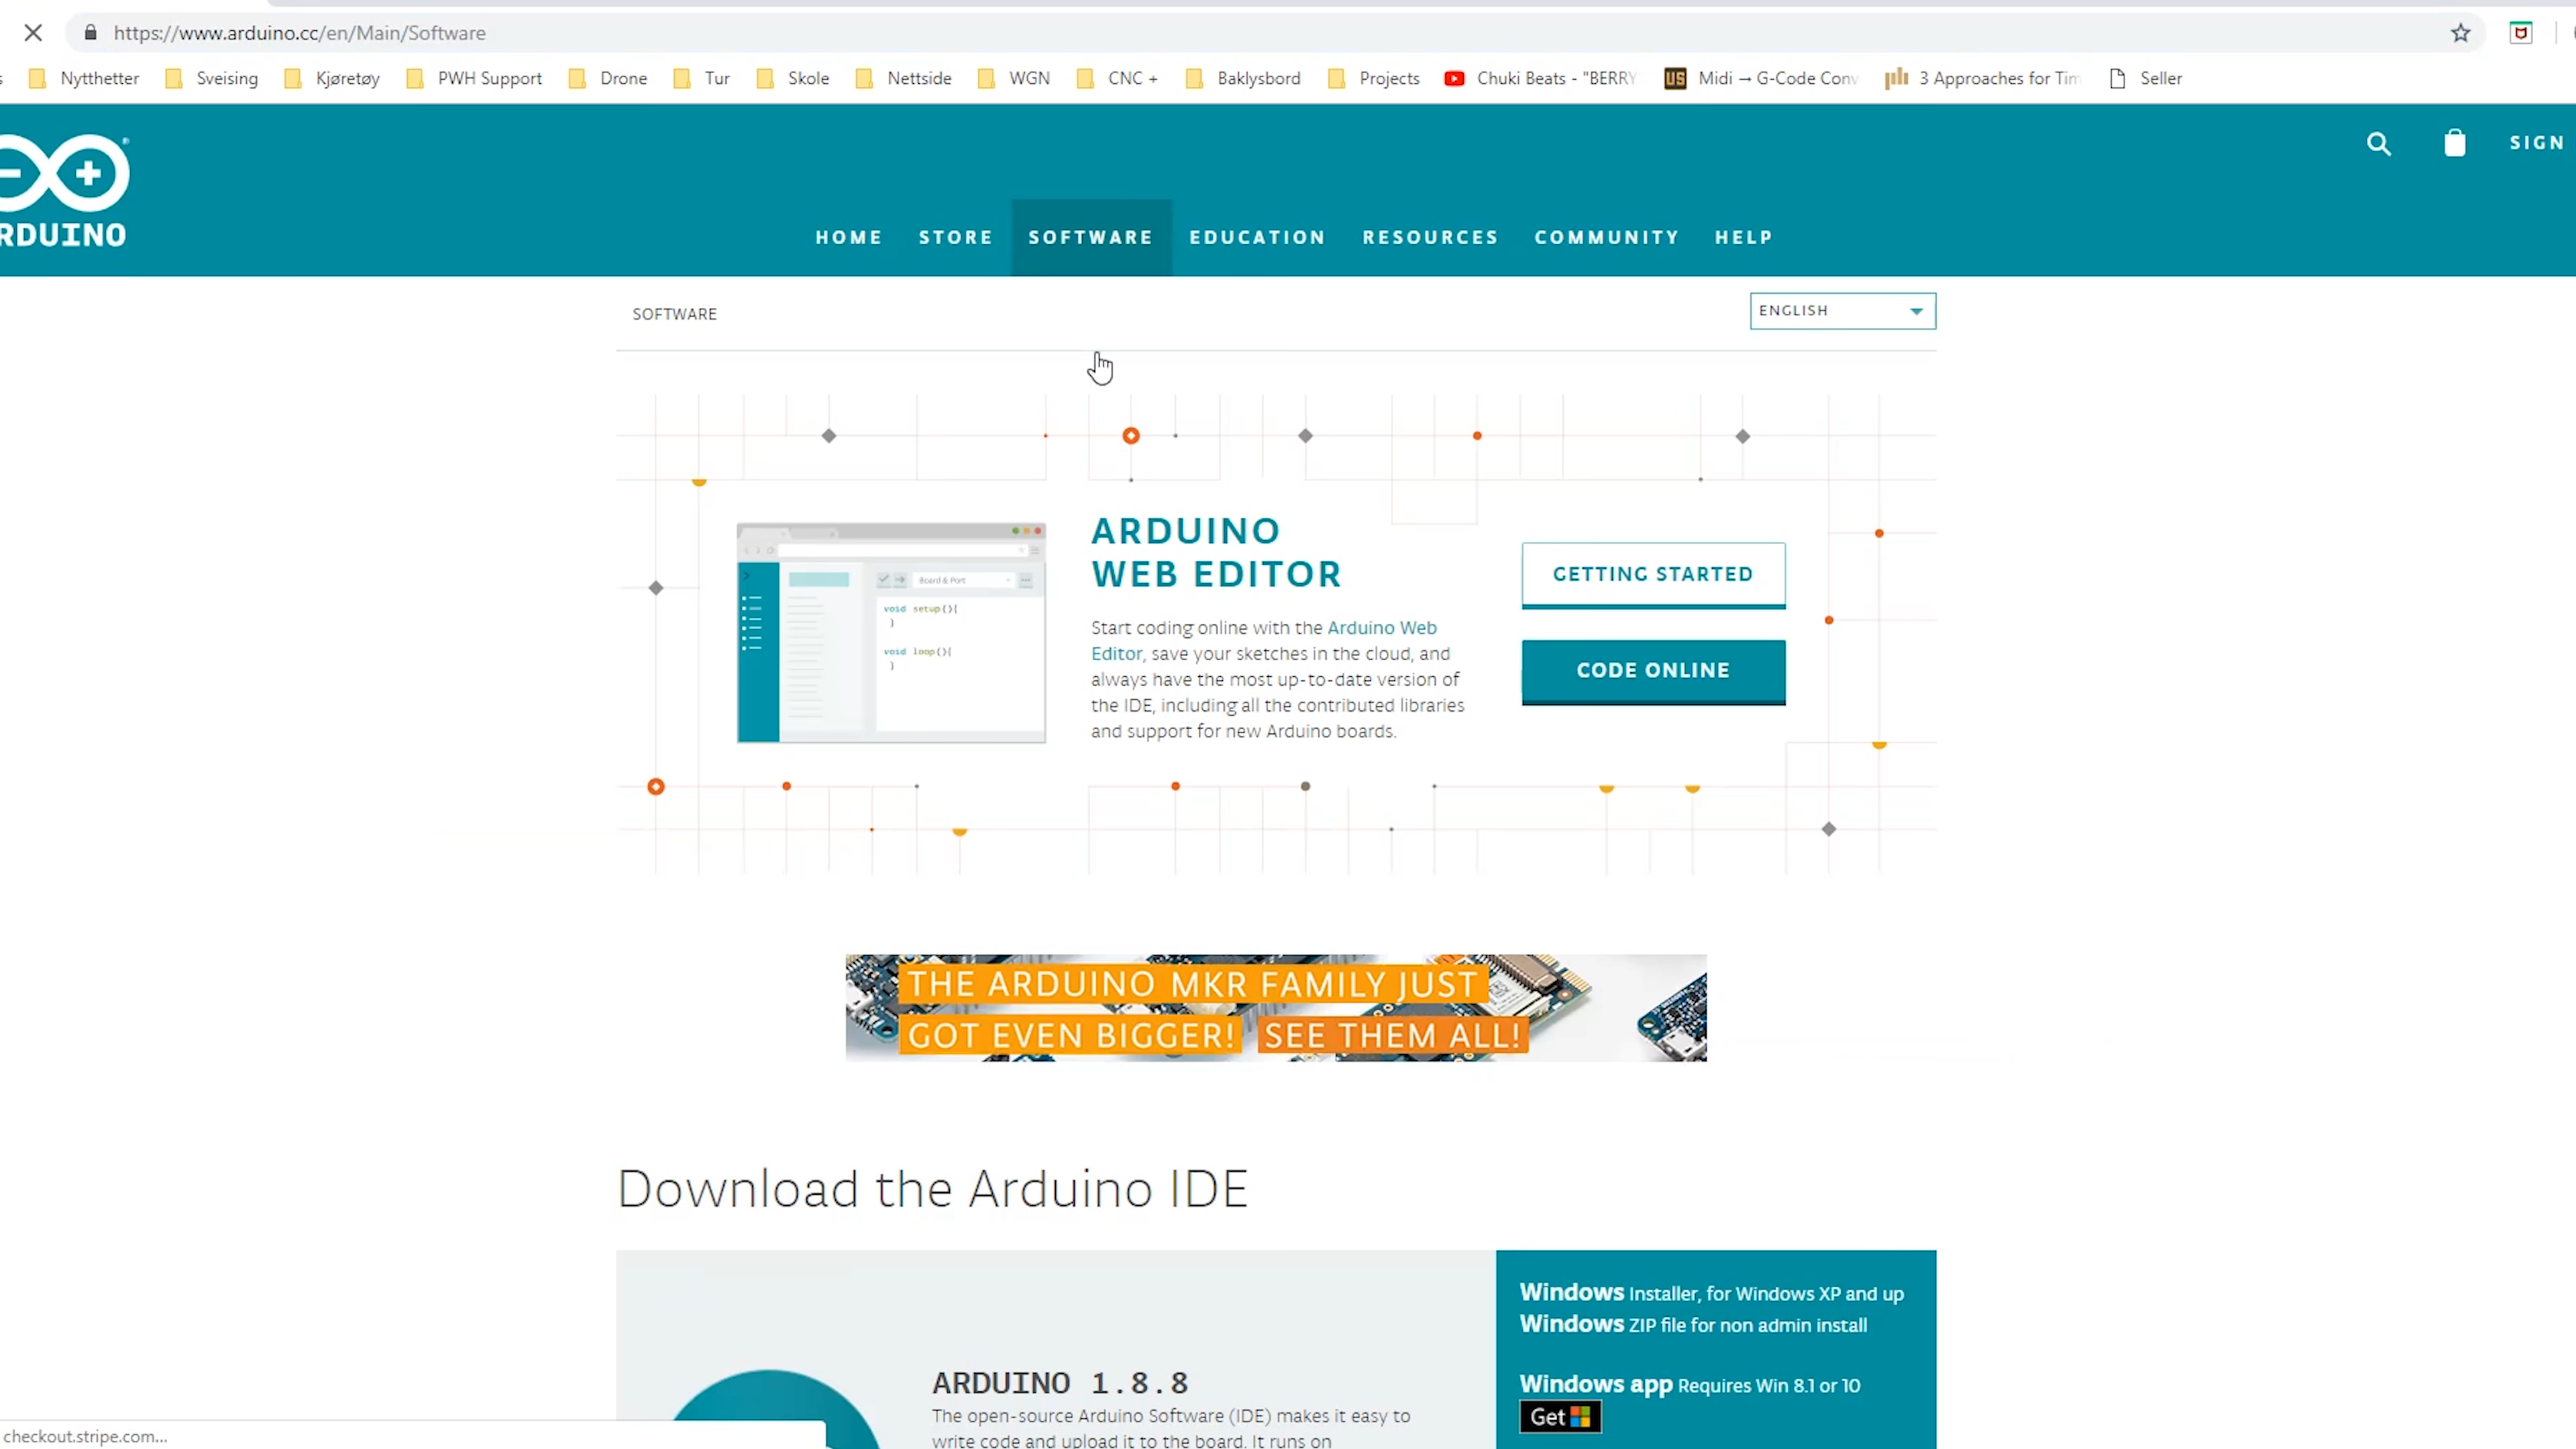 https://www.arduino.cc/en/Main/Software
Nytthetter Sveising Kjøretøy PWH Support Drone Tur Skole Nettside WGN CNC + Baklysbord Projects Chuki Beats - "BERRY Midi → G-Code Conv 3 Approaches for Tim Seller
SIGN
RDUINO
HOME STORE SOFTWARE EDUCATION RESOURCES COMMUNITY HELP
SOFTWARE
ENGLISH
ARDUINO
WEB EDITOR
Board & Port
void setup(){
}
void loop(){
}
Start coding online with the Arduino Web
Editor, save your sketches in the cloud, and
always have the most up-to-date version of
the IDE, including all the contributed libraries
and support for new Arduino boards.
GETTING STARTED
CODE ONLINE
THE ARDUINO MKR FAMILY JUST
GOT EVEN BIGGER! SEE THEM ALL!
Download the Arduino IDE
ARDUINO 1.8.8
The open-source Arduino Software (IDE) makes it easy to
write code and upload it to the board. It runs on
Windows Installer, for Windows XP and up
Windows ZIP file for non admin install
Windows app Requires Win 8.1 or 10
Get
checkout.stripe.com...